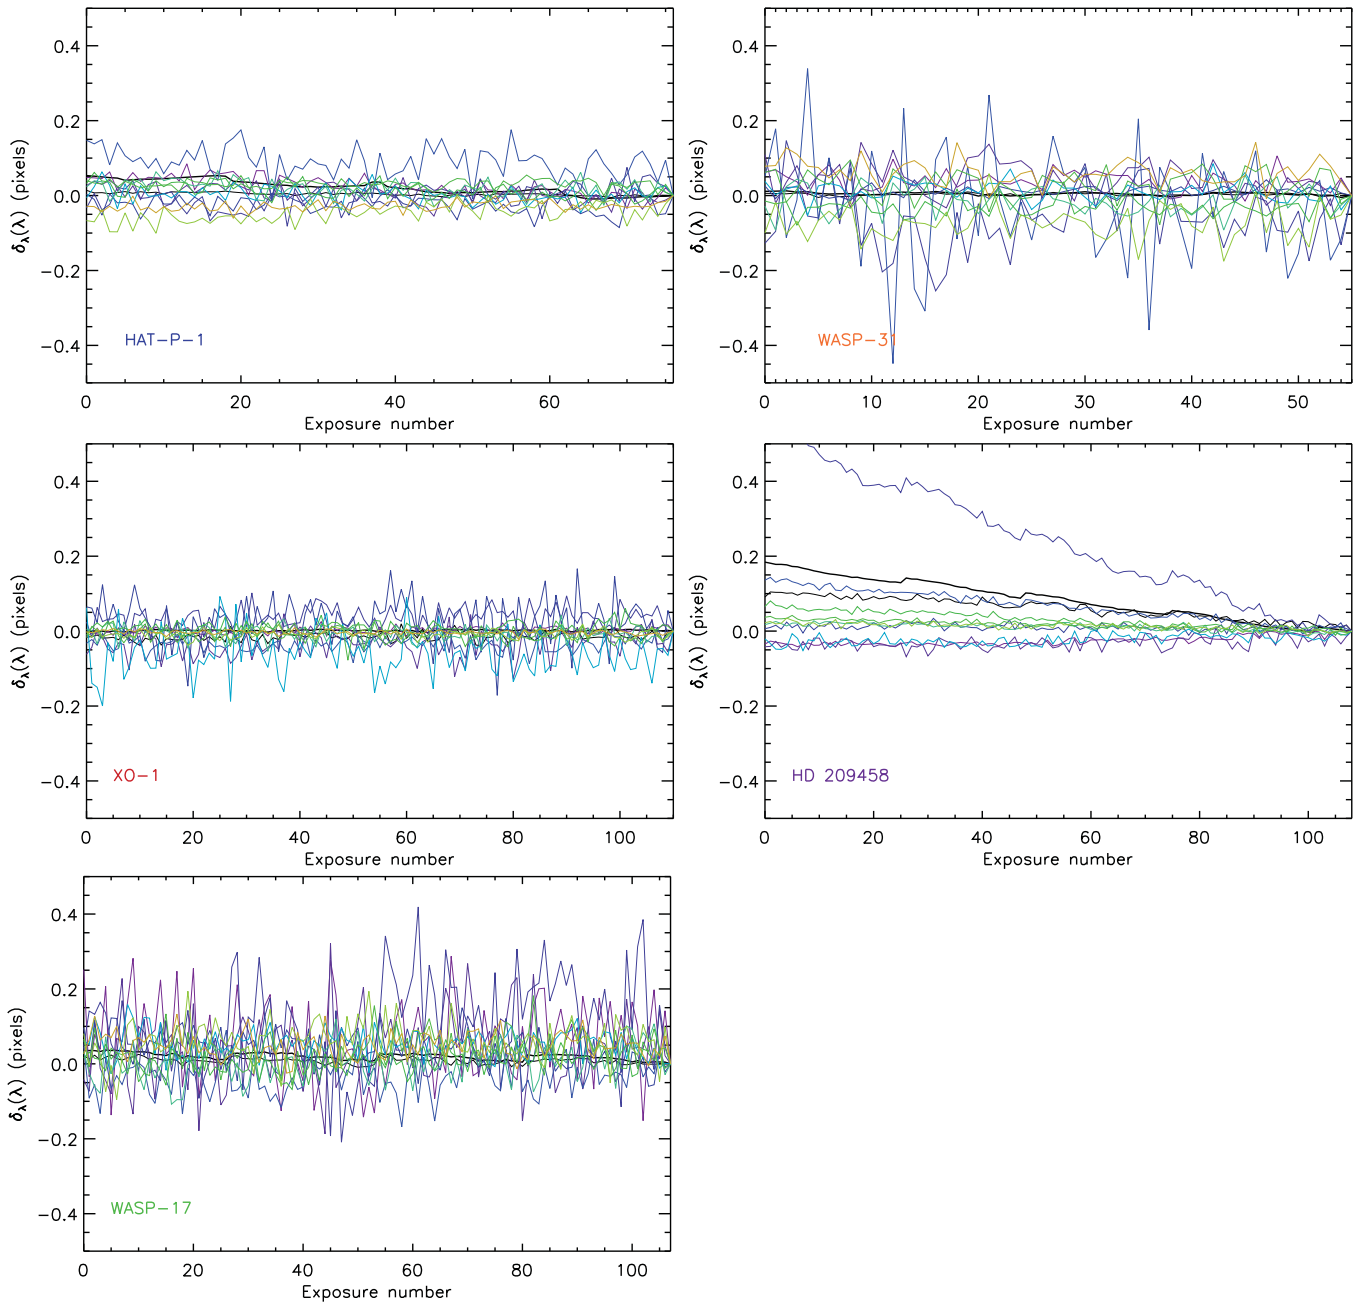 0.4
0.2
0.0
−0.2
−0.4
δλ(λ) (pixels)
HAT−P−1
0 20 40 60
Exposure number
0.4
0.2
0.0
−0.2
−0.4
δλ(λ) (pixels)
WASP−31
0 10 20 30 40 50
Exposure number
0.4
0.2
0.0
−0.2
−0.4
δλ(λ) (pixels)
XO−1
0 20 40 60 80 100
Exposure number
0.4
0.2
0.0
−0.2
−0.4
δλ(λ) (pixels)
HD 209458
0 20 40 60 80 100
Exposure number
0.4
0.2
0.0
−0.2
−0.4
δλ(λ) (pixels)
WASP−17
0 20 40 60 80 100
Exposure number